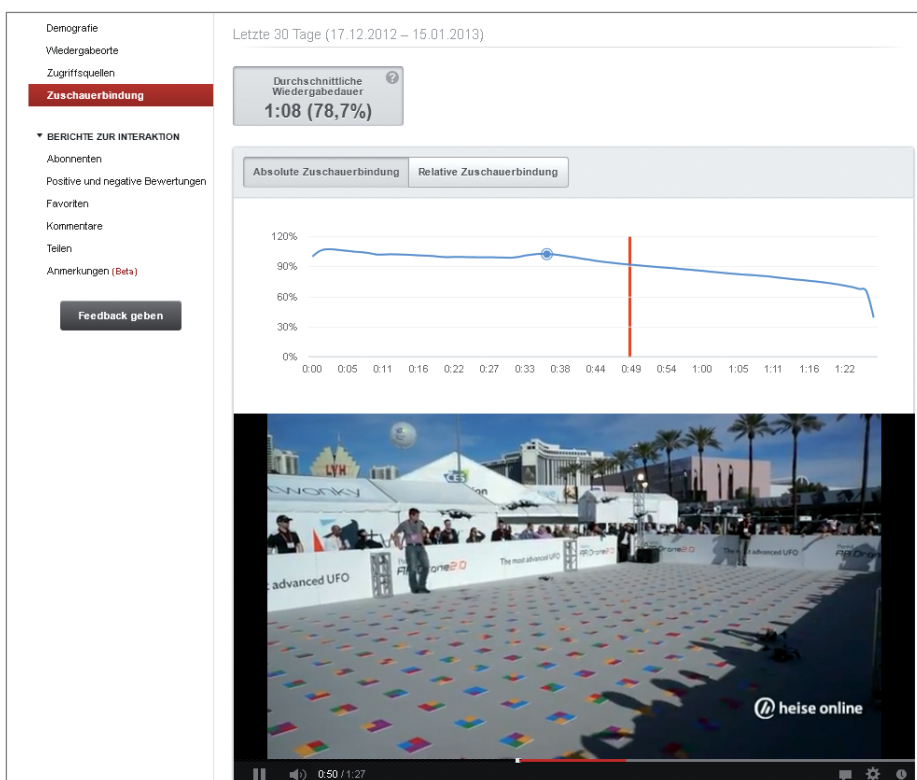 Demografie
Wiedergabeorte
Zugriffsquellen
Zuschauerbindung
BERICHTE ZUR INTERAKTION
Abonnenten
Positive und negative Bewertungen
Favoriten
Kommentare
Teilen
Anmerkungen (Beta)
Feedback geben
Letzte 30 Tage (17.12.2012 – 15.01.2013)
Durchschnittliche
Wiedergabedauer
?
1:08 (78,7%)
Absolute Zuschauerbindung
Relative Zuschauerbindung
120%
90%
60%
30%
0%
0:00 0:05 0:11 0:16 0:22 0:27 0:33 0:38 0:44 0:49 0:54 1:00 1:05 1:11 1:16 1:22
LVH
CES
wonky
The most advanced UFO
AR.Drone2.0
advanced UFO
heise online
0:50 / 1:27